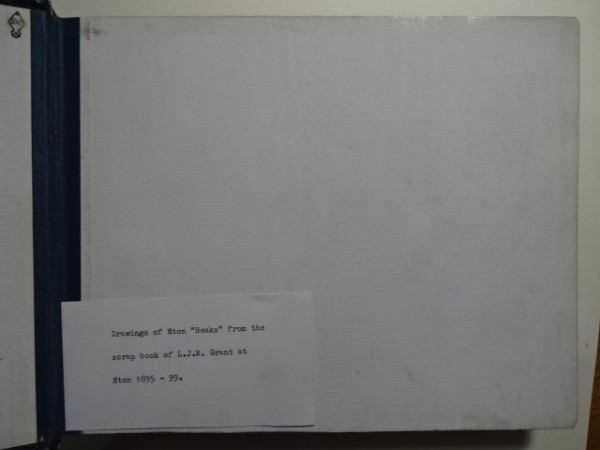 Drawings of Eton "Beaks" from the
scrap book of L.J.M. Grant at
Eton 1895 - 99.